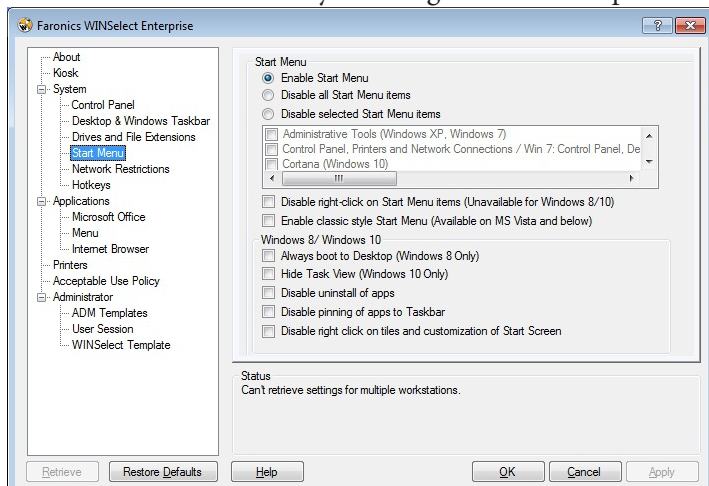 Faronics WINSelect Enterprise
About
Kiosk
System
Control Panel
Desktop & Windows Taskbar
Drives and File Extensions
Start Menu
Network Restrictions
Hotkeys
Applications
Microsoft Office
Menu
Internet Browser
Printers
Acceptable Use Policy
Administrator
ADM Templates
User Session
WINSelect Template
Start Menu
Enable Start Menu
Disable all Start Menu items
Disable selected Start Menu items
Administrative Tools (Windows XP, Windows 7)
Control Panel, Printers and Network Connections / Win 7: Control Panel, De
Cortana (Windows 10)
Disable right-click on Start Menu items (Unavailable for Windows 8/10)
Enable classic style Start Menu (Available on MS Vista and below)
Windows 8/ Windows 10
Always boot to Desktop (Windows 8 Only)
Hide Task View (Windows 10 Only)
Disable uninstall of apps
Disable pinning of apps to Taskbar
Disable right click on tiles and customization of Start Screen
Status
Can't retrieve settings for multiple workstations.
Retrieve Restore Defaults Help OK Cancel Apply